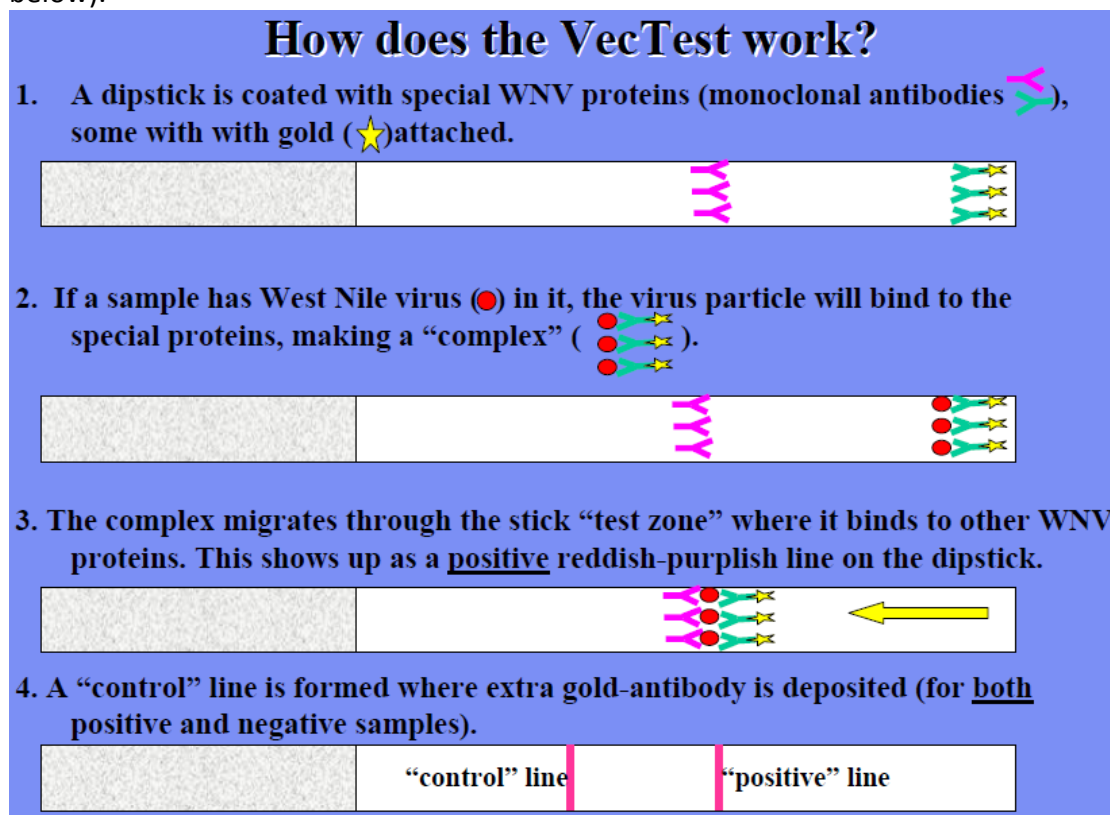 below).
How does the VecTest work?
1. A dipstick is coated with special WNV proteins (monoclonal antibodies ),
some with with gold ( )attached.
2. If a sample has West Nile virus ( ) in it, the virus particle will bind to the
special proteins, making a “complex” ( ).
3. The complex migrates through the stick “test zone” where it binds to other WNV
proteins. This shows up as a positive reddish-purplish line on the dipstick.
4. A “control” line is formed where extra gold-antibody is deposited (for both
positive and negative samples).
“control” line “positive” line